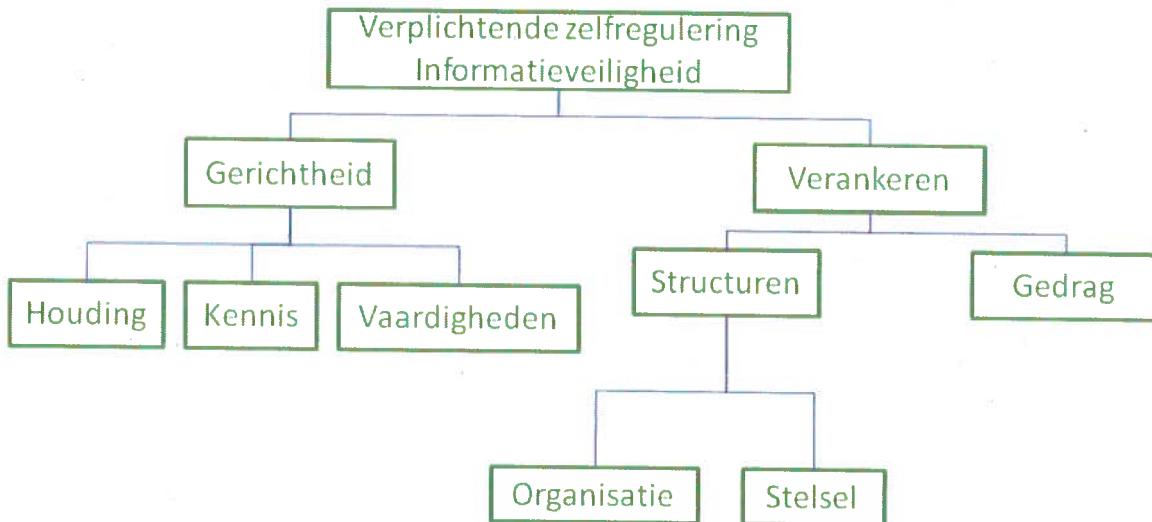 Verplichtende zelfregulering
Informatieveiligheid
Gerichtheid
Verankeren
Houding
Kennis
Vaardigheden
Structuren
Gedrag
Organisatie
Stelsel